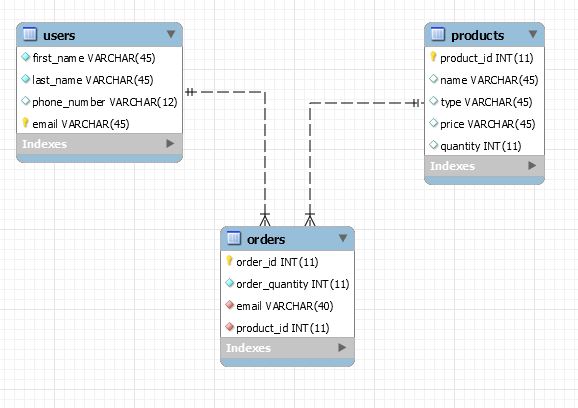 users
first_name VARCHAR(45)
last_name VARCHAR(45)
phone_number VARCHAR(12)
email VARCHAR(45)
Indexes
products
product_id INT(11)
name VARCHAR(45)
type VARCHAR(45)
price VARCHAR(45)
quantity INT(11)
Indexes
orders
order_id INT(11)
order_quantity INT(11)
email VARCHAR(40)
product_id INT(11)
Indexes